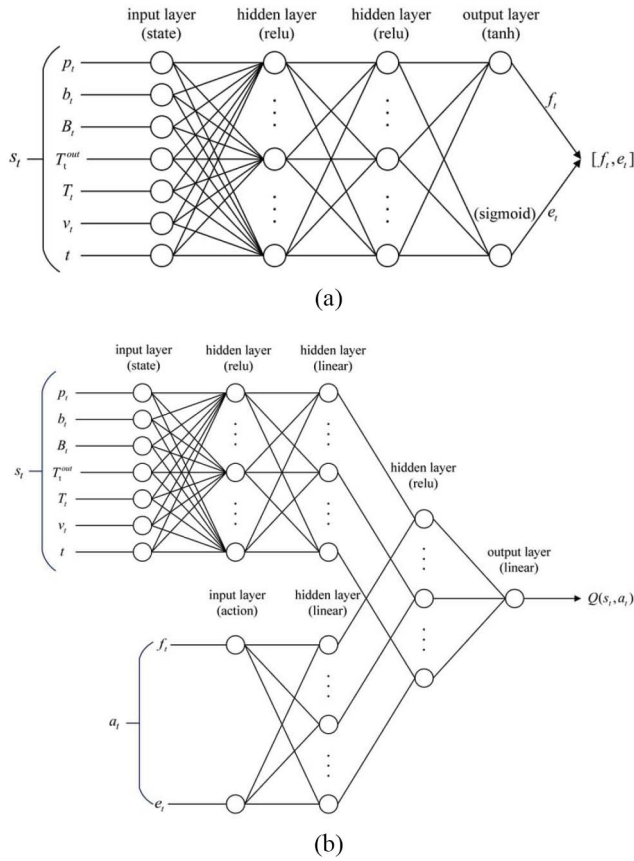 input layer hidden layer hidden layer output layer
(state) (relu) (relu) (tanh)
p_t
b_t
B_t
s_t T_t^out
T_t
v_t
t
f_t
[f_t, e_t]
(sigmoid) e_t
(a)
input layer hidden layer hidden layer
(state) (relu) (linear)
p_t
b_t
B_t
s_t T_t^out
T_t
v_t
t
hidden layer
(relu)
output layer
(linear)
Q(s_t, a_t)
input layer hidden layer
(action) (linear)
f_t
a_t
e_t
(b)